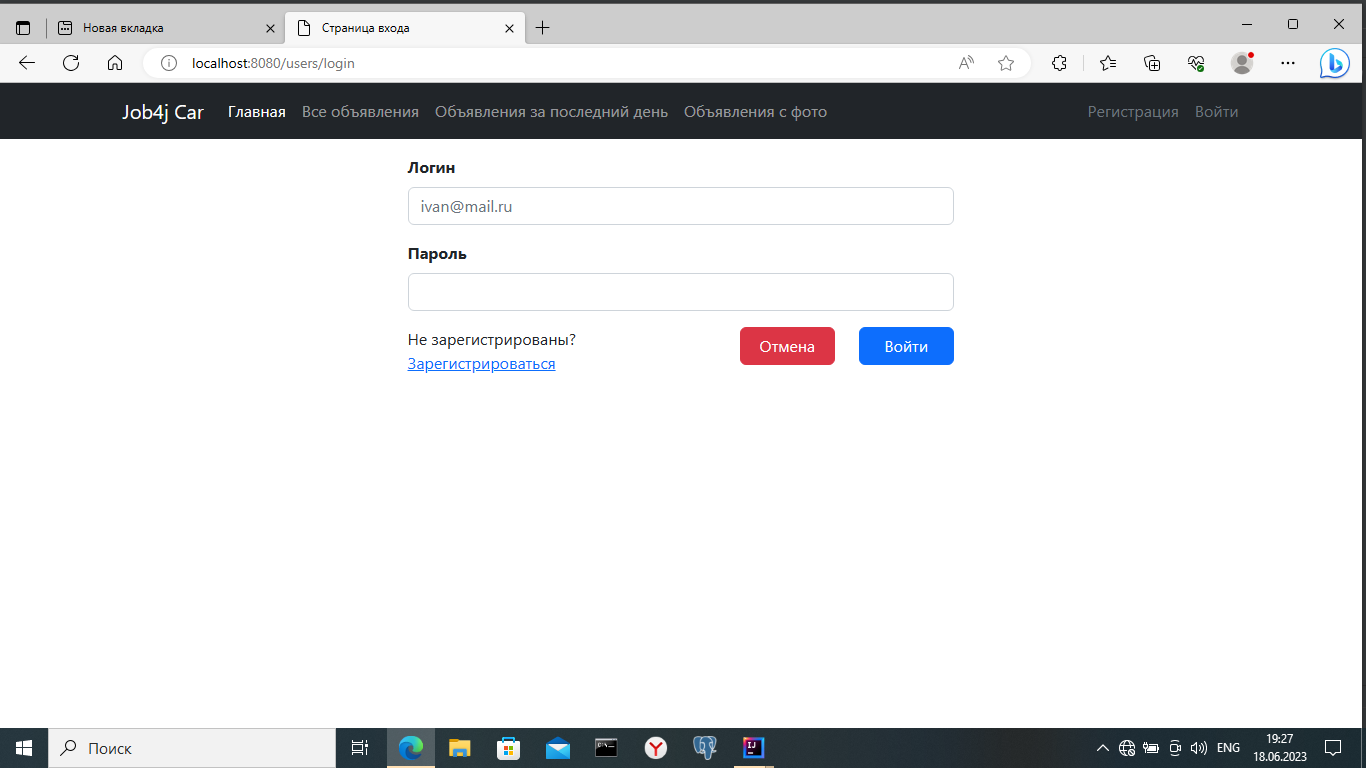 Новая вкладка
Страница входа
localhost:8080/users/login
Job4j Car Главная Все объявления Объявления за последний день Объявления с фото Регистрация Войти
Логин
ivan@mail.ru
Пароль
Не зарегистрированы?
Зарегистрироваться
Отмена Войти
Поиск
ENG
19:27
18.06.2023